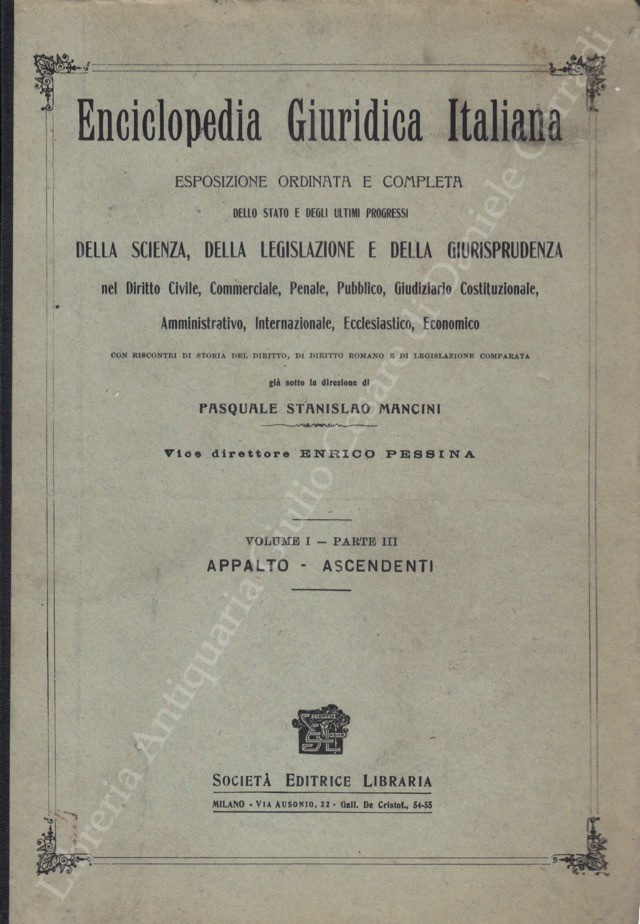 Enciclopedia Giuridica Italiana
ESPOSIZIONE ORDINATA E COMPLETA
DELLO STATO E DEGLI ULTIMI PROGRESSI
DELLA SCIENZA, DELLA LEGISLAZIONE E DELLA GIURISPRUDENZA
nel Diritto Civile, Commerciale, Penale, Pubblico, Giudiziario Costituzionale,
Amministrativo, Internazionale, Ecclesiastico, Economico
CON RISCONTRI DI STORIA DEL DIRITTO, DI DIRITTO ROMANO E DI LEGISLAZIONE COMPARATA
già sotto la direzione di
PASQUALE STANISLAO MANCINI
Vice direttore ENRICO PESSINA
VOLUME I — PARTE III
APPALTO - ASCENDENTI
SOCIETÀ EDITRICE LIBRARIA
MILANO - VIA AUSONIO, 22 - Gall. De Cristof., 54-55
Libreria Antiquaria Giulio Cesare di Daniele Corradi